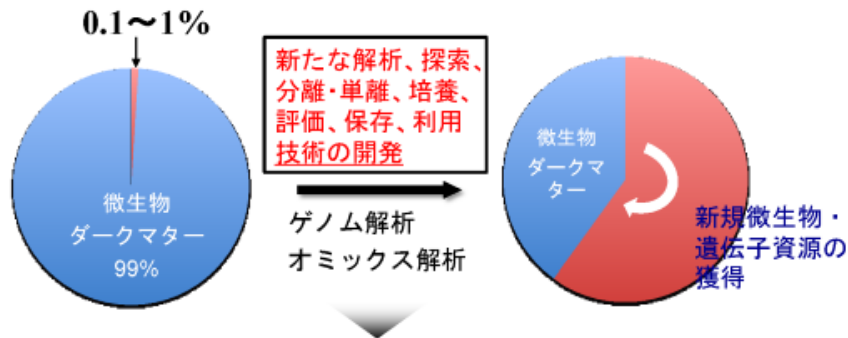 0.1〜1%
微生物
ダークマター
99%
新たな解析、探索、
分離・単離、培養、
評価、保存、利用
技術の開発
ゲノム解析
オミックス解析
微生物
ダークマ
ター
新規微生物・
遺伝子資源の
獲得